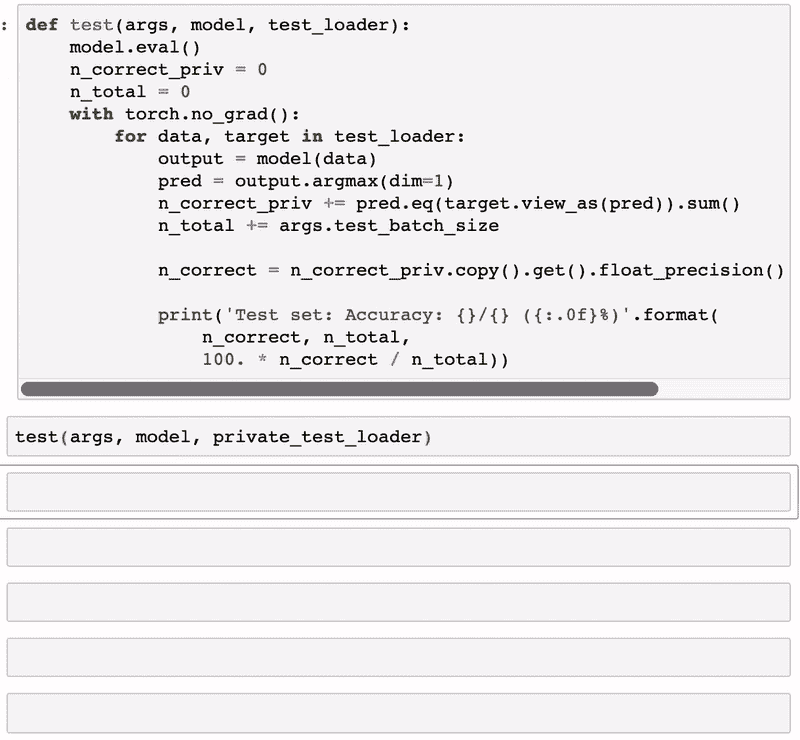 : def test(args, model, test_loader):
    model.eval()
    n_correct_priv = 0
    n_total = 0
    with torch.no_grad():
        for data, target in test_loader:
            output = model(data)
            pred = output.argmax(dim=1)
            n_correct_priv += pred.eq(target.view_as(pred)).sum()
            n_total += args.test_batch_size

            n_correct = n_correct_priv.copy().get().float_precision()

            print('Test set: Accuracy: {}/{} ({:.0f}%)'.format(
                n_correct, n_total,
                100. * n_correct / n_total))
test(args, model, private_test_loader)